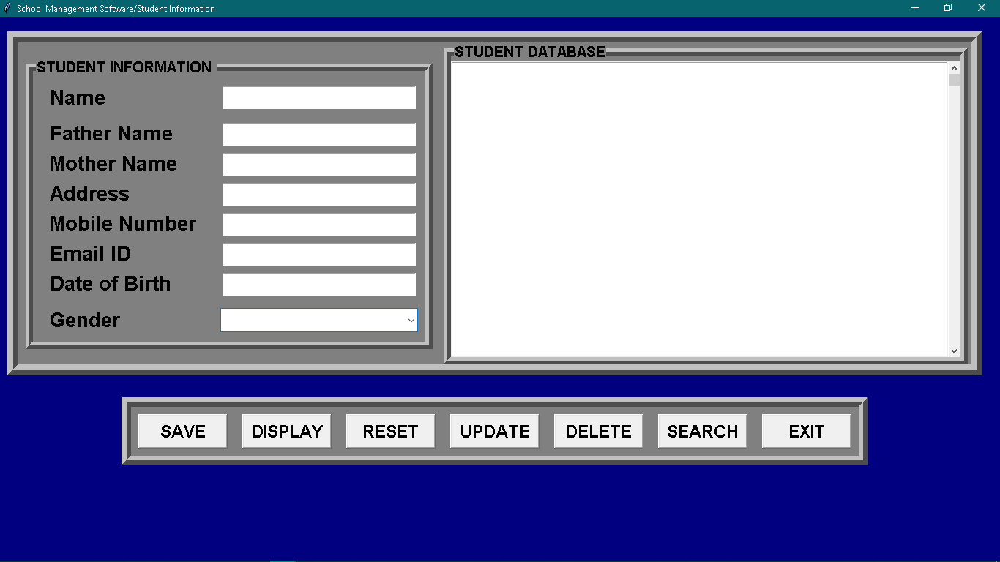 School Management Software/Student Information
STUDENT INFORMATION
Name
Father Name
Mother Name
Address
Mobile Number
Email ID
Date of Birth
Gender
STUDENT DATABASE
SAVE DISPLAY RESET UPDATE DELETE SEARCH EXIT